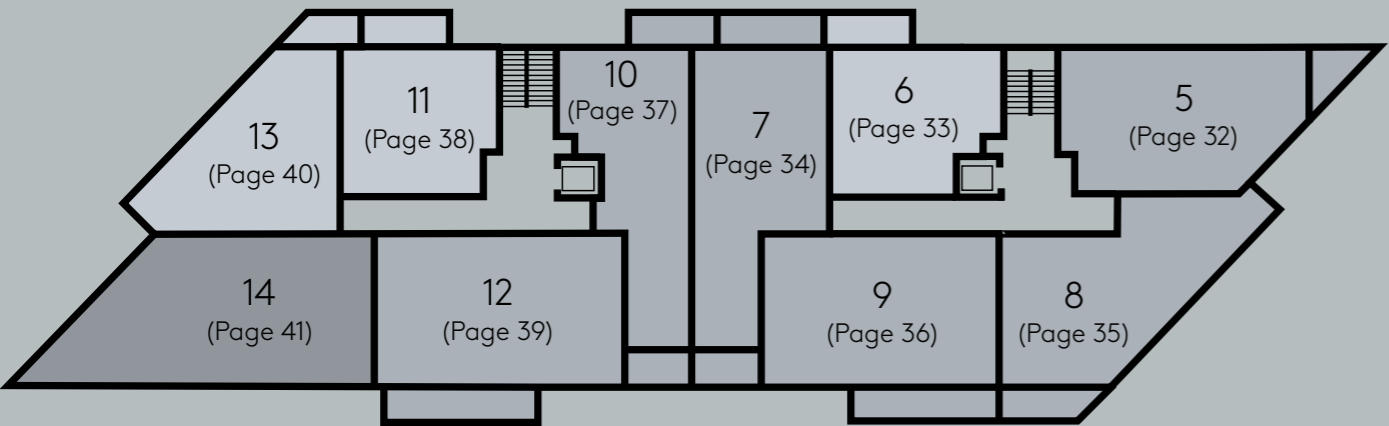 10
(Page 37)
6
(Page 33)
11
(Page 38)
5
(Page 32)
7
(Page 34)
13
(Page 40)
14
(Page 41)
12
(Page 39)
9
(Page 36)
8
(Page 35)